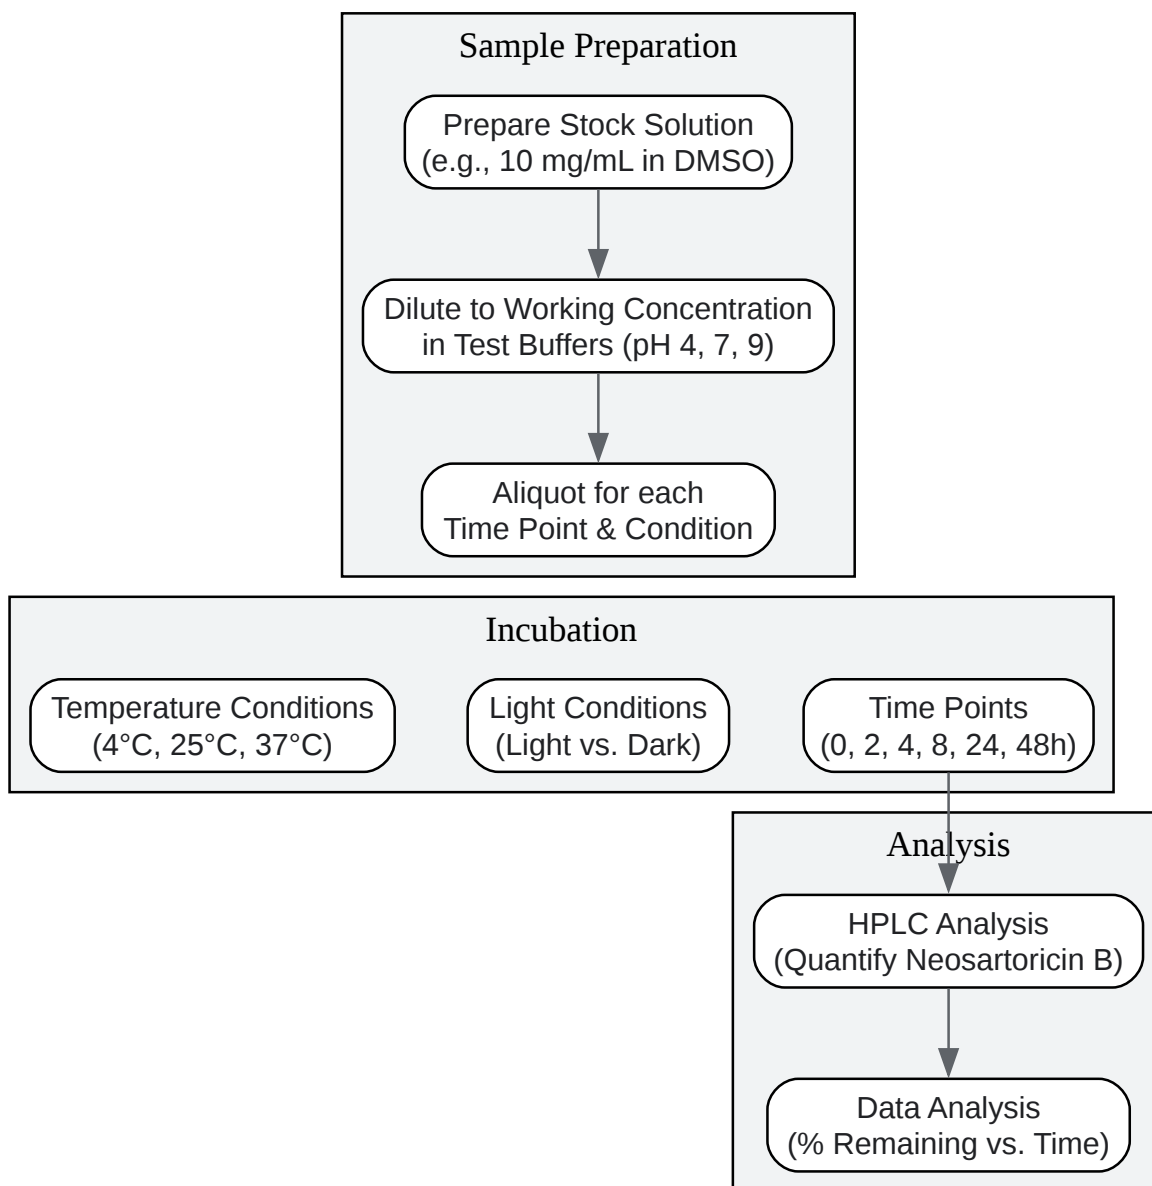 Sample Preparation
Prepare Stock Solution
(e.g., 10 mg/mL in DMSO)
Dilute to Working Concentration
in Test Buffers (pH 4, 7, 9)
Aliquot for each
Time Point & Condition
Incubation
Temperature Conditions
(4°C, 25°C, 37°C)
Light Conditions
(Light vs. Dark)
Time Points
(0, 2, 4, 8, 24, 48h)
Analysis
HPLC Analysis
(Quantify Neosartoricin B)
Data Analysis
(% Remaining vs. Time)